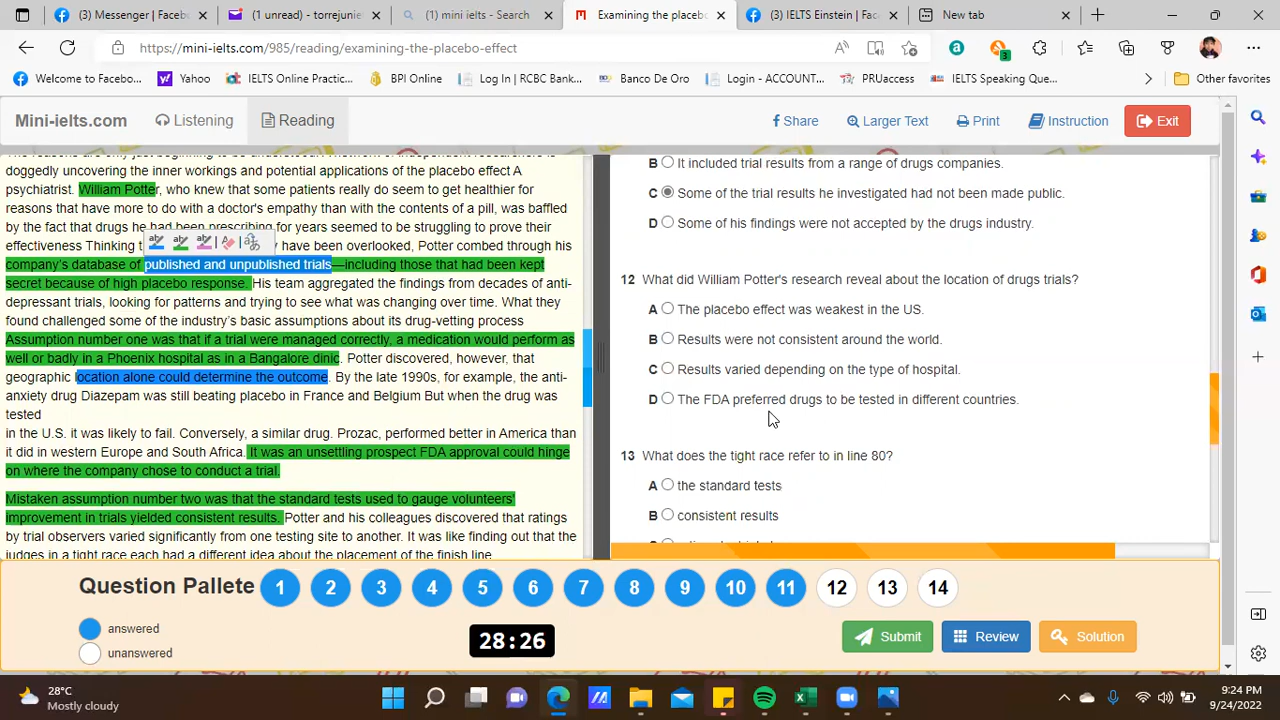 (3) Messenger | Faceb
(1 unread) - torrejunie
(1) mini ielts - Search
Examining the placebo
(3) IELTS Einstein | Fac
New tab
https://mini-ielts.com/985/reading/examining-the-placebo-effect
Welcome to Facebo...
Yahoo
IELTS Online Practic...
BPI Online
Log In | RCBC Bank...
Banco De Oro
Login - ACCOUNT...
PRUaccess
IELTS Speaking Que...
Other favorites
Mini-ielts.com
Listening
Reading
Share
Larger Text
Print
Instruction
Exit
doggedly uncovering the inner workings and potential applications of the placebo effect A
psychiatrist. William Potter, who knew that some patients really do seem to get healthier for
reasons that have more to do with a doctor's empathy than with the contents of a pill, was baffled
by the fact that drugs he had been prescribing for years seemed to be struggling to prove their
effectiveness Thinking t y have been overlooked, Potter combed through his
company's database of published and unpublished trials—including those that had been kept
secret because of high placebo response. His team aggregated the findings from decades of anti-
depressant trials, looking for patterns and trying to see what was changing over time. What they
found challenged some of the industry's basic assumptions about its drug-vetting process
Assumption number one was that if a trial were managed correctly, a medication would perform as
well or badly in a Phoenix hospital as in a Bangalore dinic. Potter discovered, however, that
geographic location alone could determine the outcome. By the late 1990s, for example, the anti-
anxiety drug Diazepam was still beating placebo in France and Belgium But when the drug was
tested
in the U.S. it was likely to fail. Conversely, a similar drug. Prozac, performed better in America than
it did in western Europe and South Africa. It was an unsettling prospect FDA approval could hinge
on where the company chose to conduct a trial.
Mistaken assumption number two was that the standard tests used to gauge volunteers'
improvement in trials yielded consistent results. Potter and his colleagues discovered that ratings
by trial observers varied significantly from one testing site to another. It was like finding out that the
judges in a tight race each had a different idea about the placement of the finish line
B It included trial results from a range of drugs companies.
C Some of the trial results he investigated had not been made public.
D Some of his findings were not accepted by the drugs industry.
12 What did William Potter's research reveal about the location of drugs trials?
A The placebo effect was weakest in the US.
B Results were not consistent around the world.
C Results varied depending on the type of hospital.
D The FDA preferred drugs to be tested in different countries.
13 What does the tight race refer to in line 80?
A the standard tests
B consistent results
Question Pallete
1 2 3 4 5 6 7 8 9 10 11 12 13 14
answered
unanswered
28:26
Submit
Review
Solution
28°C
Mostly cloudy
9:24 PM
9/24/2022